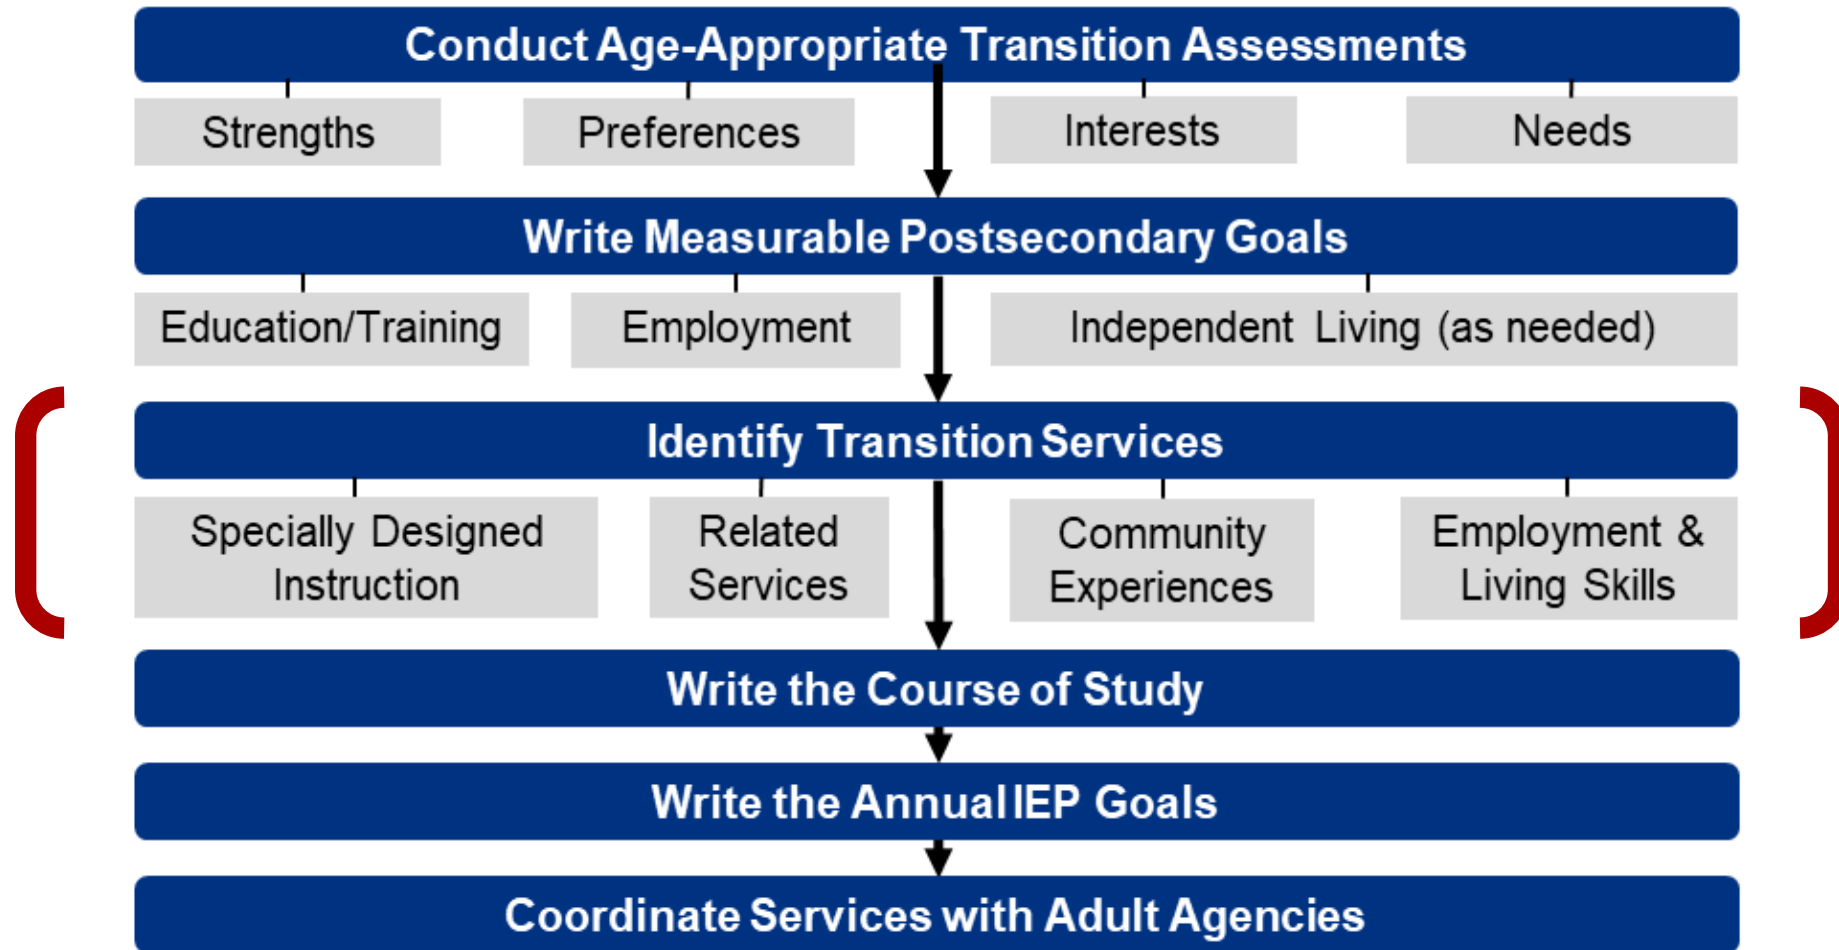 Conduct Age-Appropriate Transition Assessments
Strengths
Preferences
Interests
Needs
Write Measurable Postsecondary Goals
Education/Training
Employment
Independent Living (as needed)
Identify Transition Services
Specially Designed
Instruction
Related
Services
Community
Experiences
Employment &
Living Skills
Write the Course of Study
Write the Annual IEP Goals
Coordinate Services with Adult Agencies